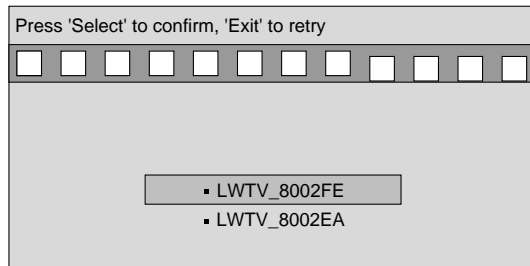 Press 'Select' to confirm, 'Exit' to retry
LWTV_8002FE
LWTV_8002EA